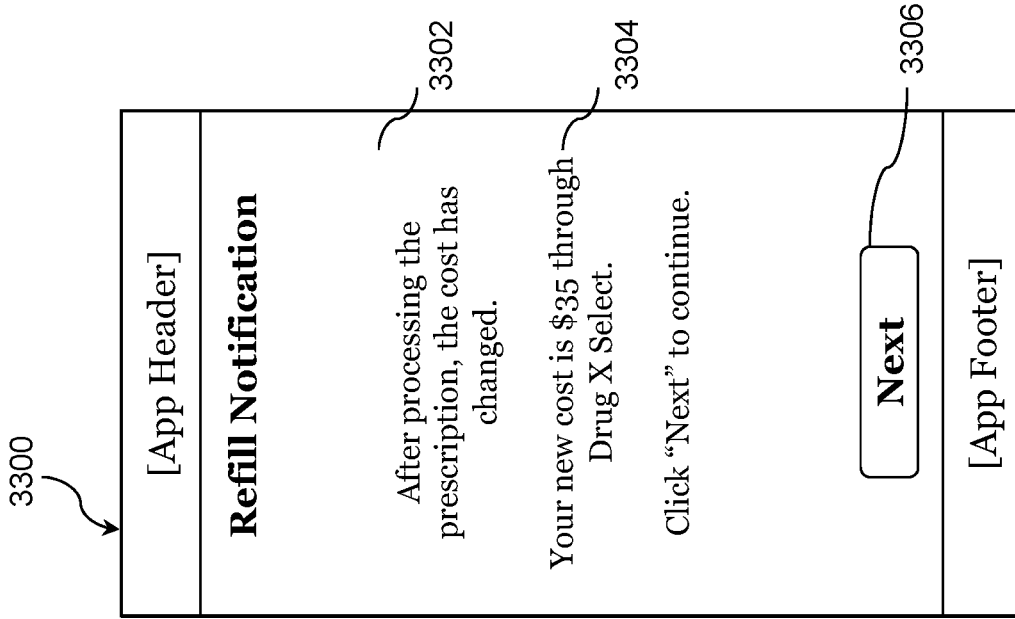 3300
[App Header]
Refill Notification
After processing the
prescription, the cost has
changed.
3302
Your new cost is $35 through
Drug X Select.
3304
Click “Next” to continue.
Next
3306
[App Footer]